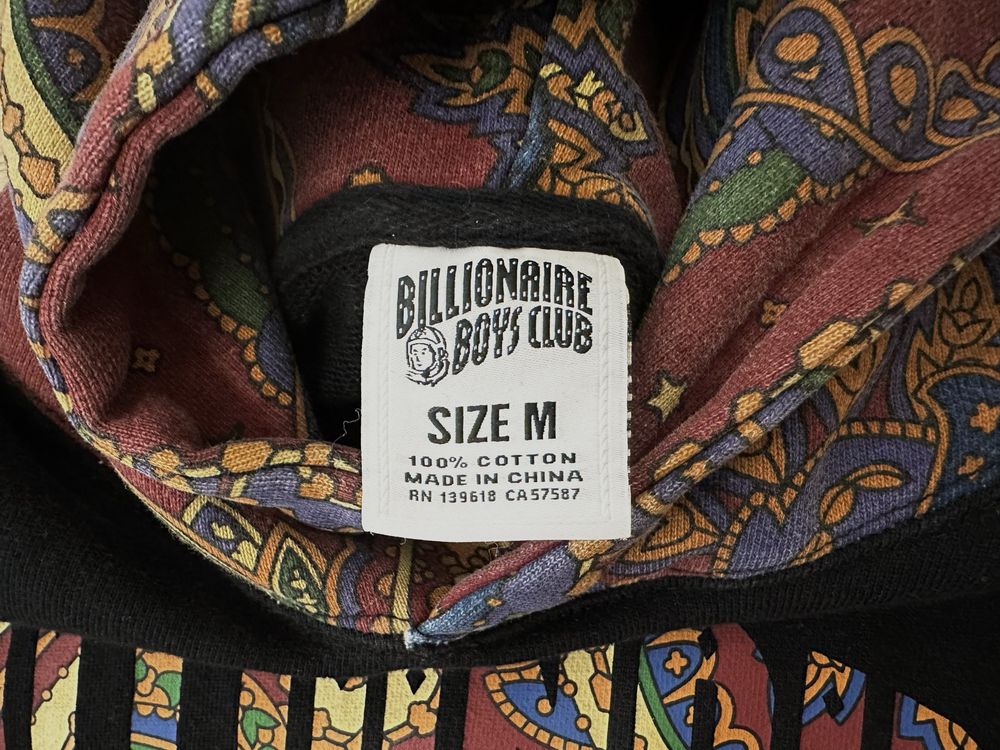 BILLIONAIRE
BOYS CLUB
SIZE M
100% COTTON
MADE IN CHINA
RN 139618 CA57587